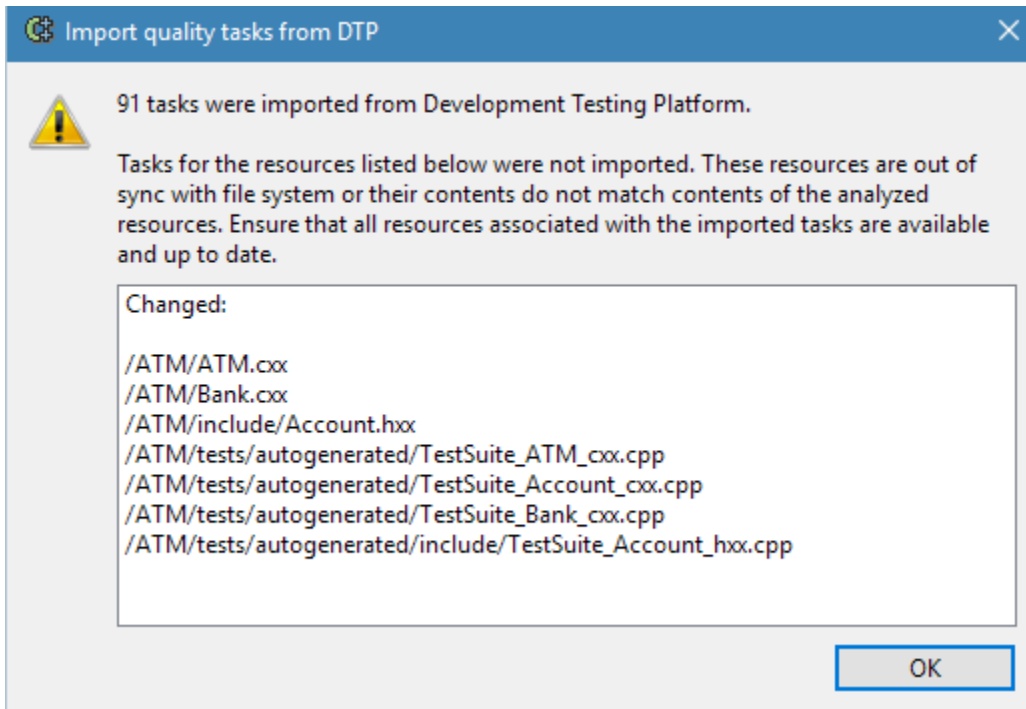 Import quality tasks from DTP
91 tasks were imported from Development Testing Platform.
Tasks for the resources listed below were not imported. These resources are out of
sync with file system or their contents do not match contents of the analyzed
resources. Ensure that all resources associated with the imported tasks are available
and up to date.
Changed:
/ATM/ATM.cxx
/ATM/Bank.cxx
/ATM/include/Account.hxx
/ATM/tests/autogenerated/TestSuite_ATM_cxx.cpp
/ATM/tests/autogenerated/TestSuite_Account_cxx.cpp
/ATM/tests/autogenerated/TestSuite_Bank_cxx.cpp
/ATM/tests/autogenerated/include/TestSuite_Account_hxx.cpp
OK